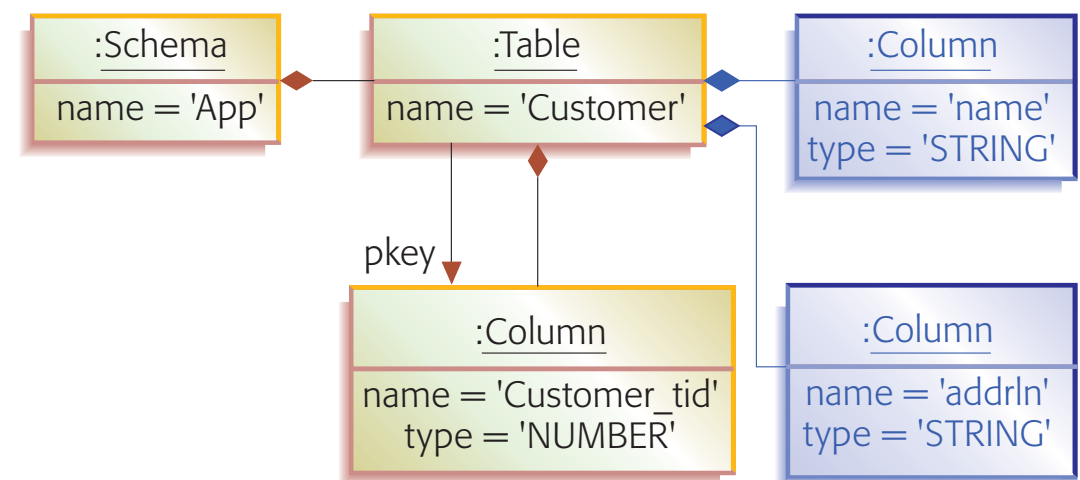 :Schema
name = 'App'
:Table
name = 'Customer'
:Column
name = 'name'
type = 'STRING'
pkey
:Column
name = 'Customer_tid'
type = 'NUMBER'
:Column
name = 'addrln'
type = 'STRING'